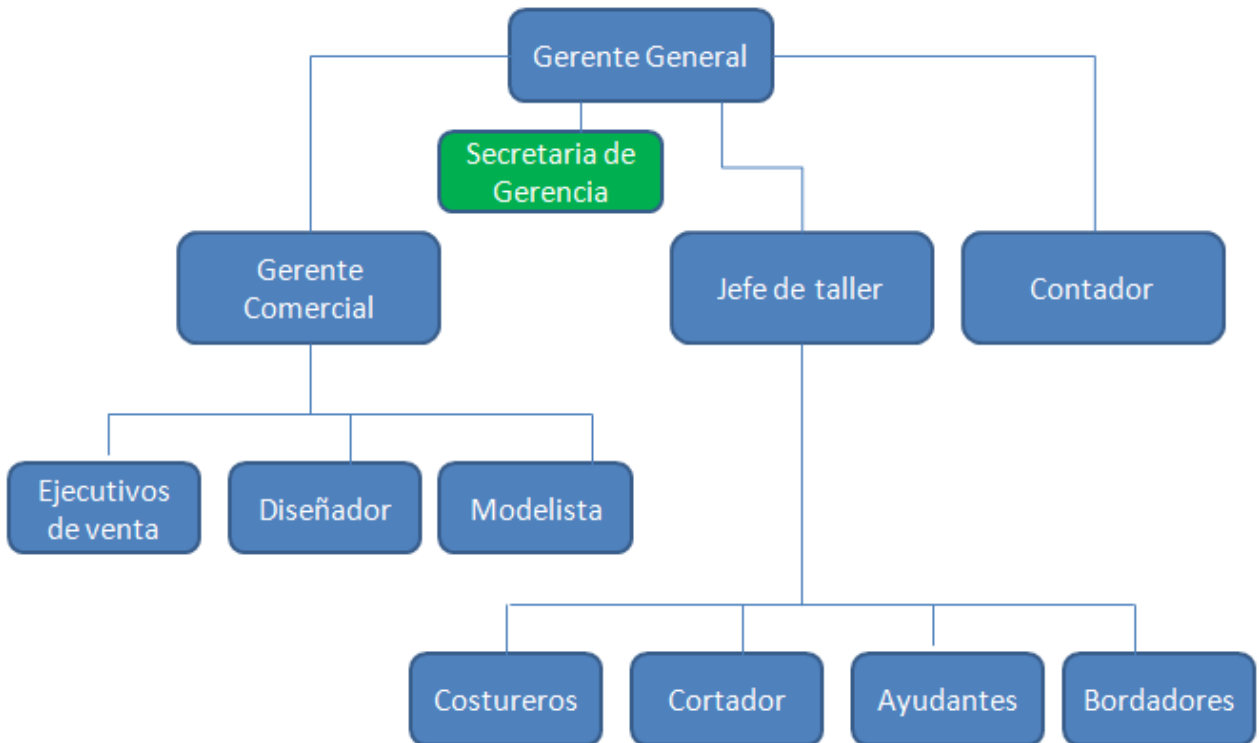 Gerente General
Secretaria de
Gerencia
Gerente
Comercial
Jefe de taller
Contador
Ejecutivos
de venta
Diseñador
Modelista
Costureros
Cortador
Ayudantes
Bordadores